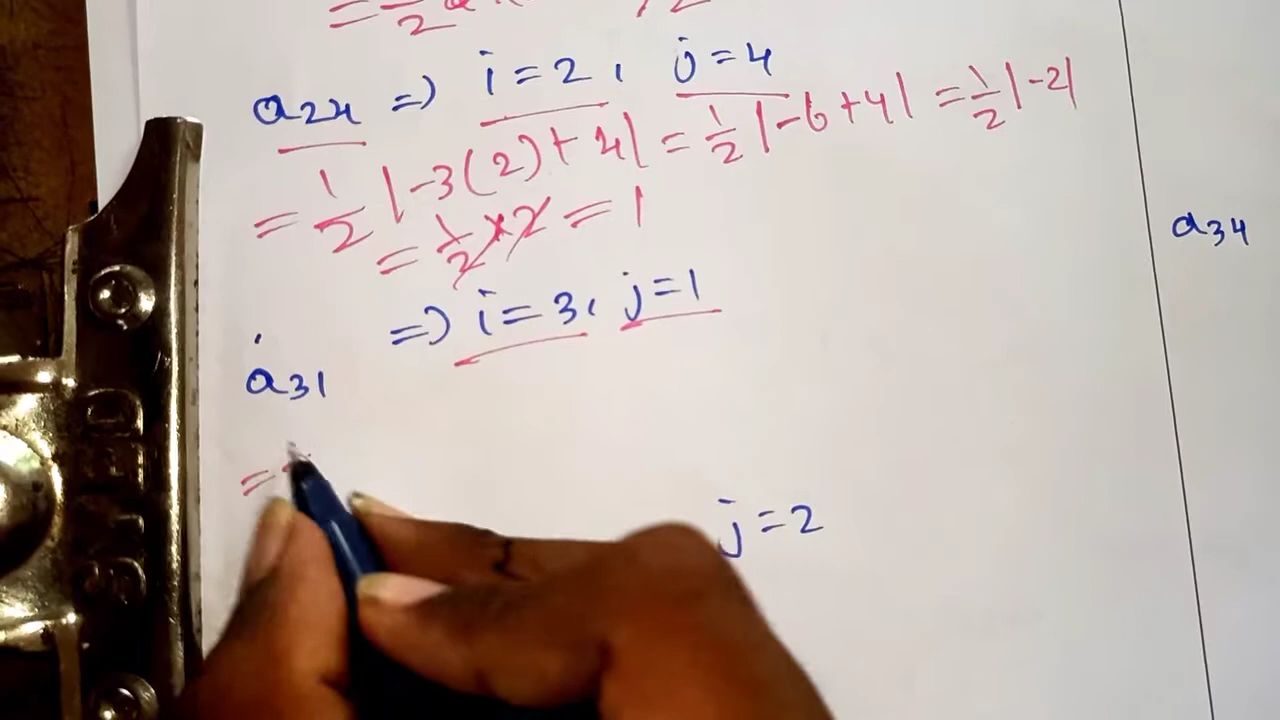 a24 => i = 2, j = 4
= 1/2 |-3(2) + 4| = 1/2 |-6 + 4| = 1/2 |-2|
= 1/2 × 2 = 1
a34
=> i = 3, j = 1
a31
=
j = 2